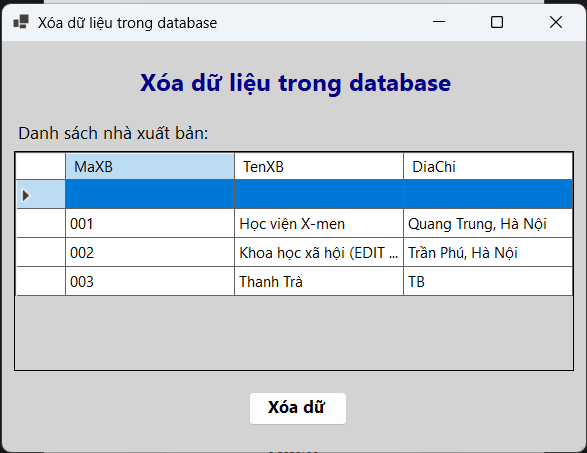 Xóa dữ liệu trong database
Xóa dữ liệu trong database
Danh sách nhà xuất bản:
MaXB TenXB DiaChi
001 Học viện X-men Quang Trung, Hà Nội
002 Khoa học xã hội (EDIT ... Trần Phú, Hà Nội
003 Thanh Trà TB
Xóa dữ